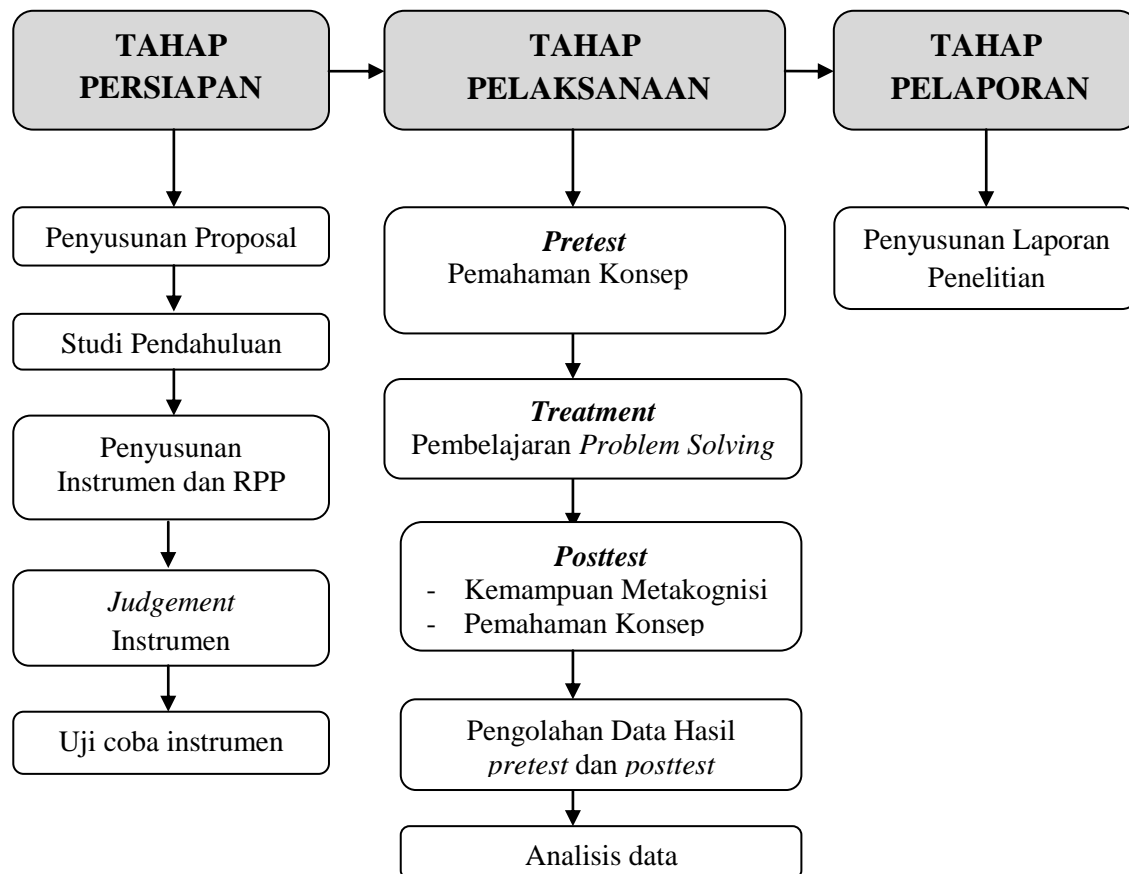 TAHAP
PERSIAPAN
TAHAP
PELAKSANAAN
TAHAP
PELAPORAN
Penyusunan Proposal
Studi Pendahuluan
Penyusunan
Instrumen dan RPP
Judgement
Instrumen
Uji coba instrumen
Pretest
Pemahaman Konsep
Treatment
Pembelajaran Problem Solving
Posttest
- Kemampuan Metakognisi
- Pemahaman Konsep
Pengolahan Data Hasil
pretest dan posttest
Analisis data
Penyusunan Laporan
Penelitian